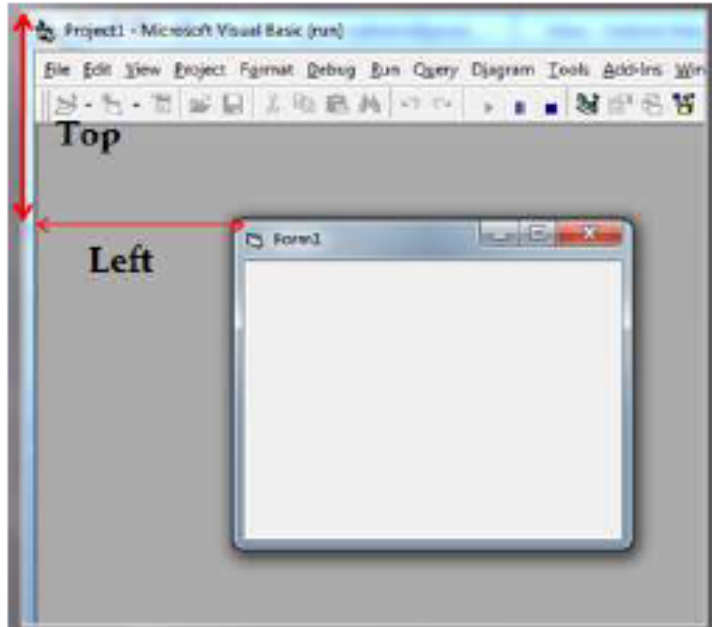 Project1 - Microsoft Visual Basic [run]
File Edit View Project Format Debug Run Query Diagram Tools Add-Ins Win
Top
Form1
Left